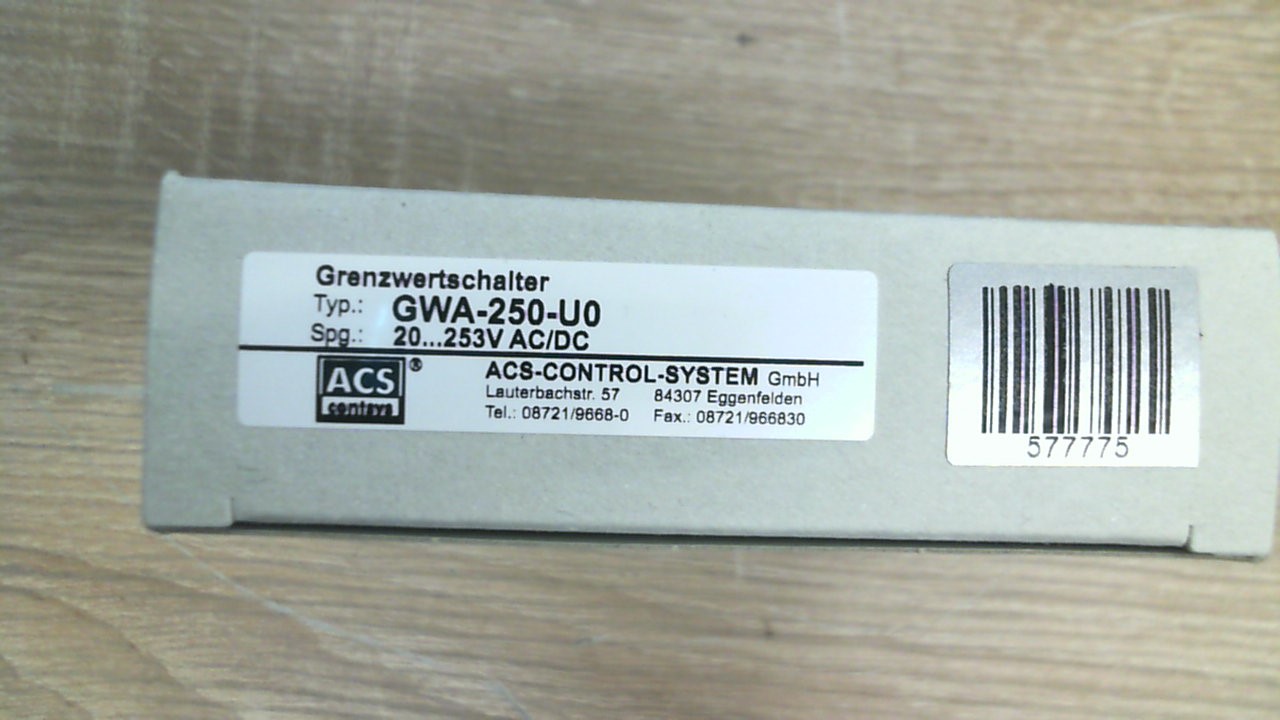 Grenzwertschalter
Typ.: GWA-250-U0
Spg.: 20...253V AC/DC
ACS®
contsys
ACS-CONTROL-SYSTEM GmbH
Lauterbachstr. 57 84307 Eggenfelden
Tel.: 08721/9668-0 Fax.: 08721/966830
577775